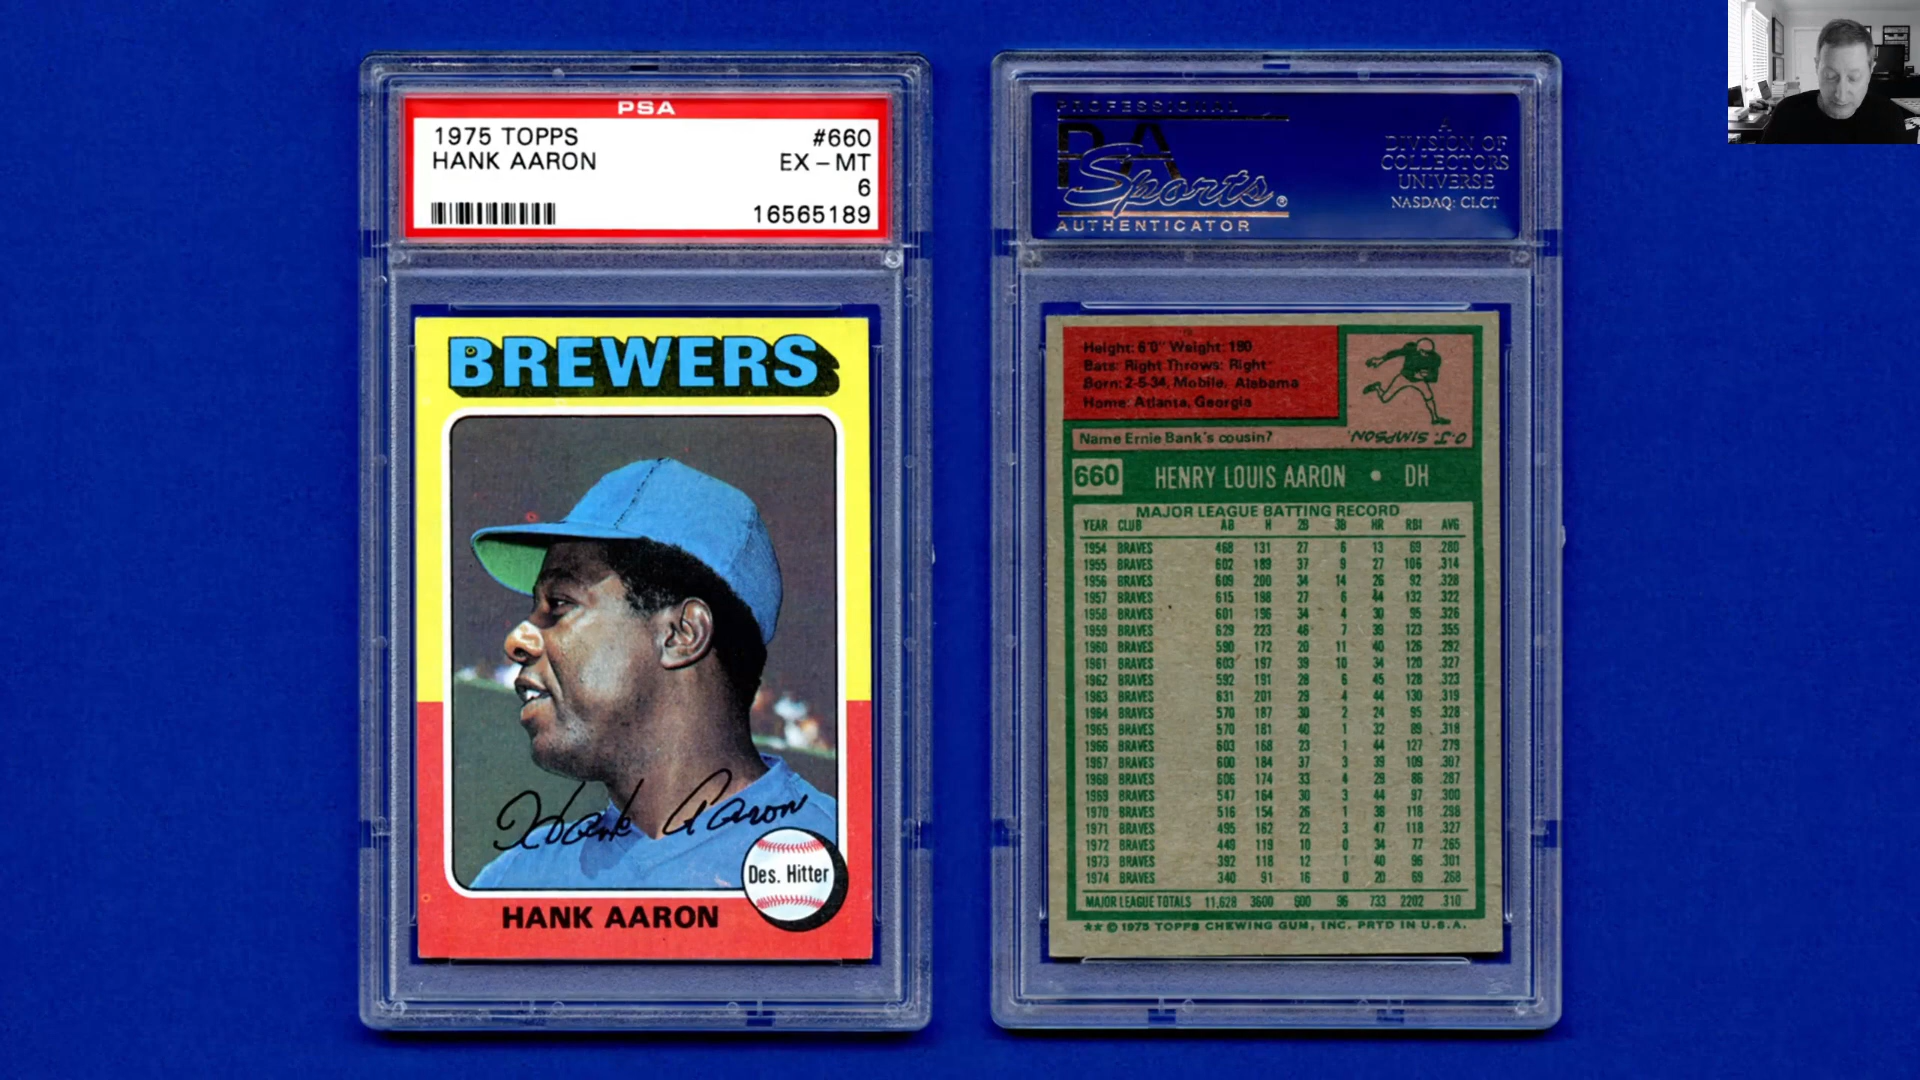 PSA
1975 TOPPS #660
HANK AARON EX - MT
6
16565189
BREWERS
Hank Aaron
Des. Hitter
HANK AARON
PROFESSIONAL
PSA
Sports®
AUTHENTICATOR
A
DIVISION OF
COLLECTORS
UNIVERSE
NASDAQ: CLCT
Height: 6'0" Weight: 190
Bats: Right Throws: Right
Born: 2-5-34, Mobile, Alabama
Home: Atlanta, Georgia
Name Ernie Bank's cousin?
O.J. SIMPSON.
660 HENRY LOUIS AARON • DH
MAJOR LEAGUE BATTING RECORD
YEAR CLUB AB H 2B 3B HR RBI AVG
1954 BRAVES 468 131 27 6 13 69 .280
1955 BRAVES 602 189 37 9 27 106 .314
1956 BRAVES 609 200 34 14 26 92 .328
1957 BRAVES 615 198 27 6 44 132 .322
1958 BRAVES 601 196 34 4 30 95 .326
1959 BRAVES 629 223 46 7 39 123 .355
1960 BRAVES 590 172 20 11 40 126 .292
1961 BRAVES 603 197 39 10 34 120 .327
1962 BRAVES 592 191 28 6 45 128 .323
1963 BRAVES 631 201 29 4 44 130 .319
1964 BRAVES 570 187 30 2 24 95 .328
1965 BRAVES 570 181 40 1 32 89 .318
1966 BRAVES 603 168 23 1 44 127 .279
1967 BRAVES 600 184 37 3 39 109 .307
1968 BRAVES 606 174 33 4 29 86 .287
1969 BRAVES 547 164 30 3 44 97 .300
1970 BRAVES 516 154 26 1 38 118 .298
1971 BRAVES 495 162 22 3 47 118 .327
1972 BRAVES 449 119 10 0 34 77 .265
1973 BRAVES 392 118 12 1 40 96 .301
1974 BRAVES 340 91 16 0 20 69 .268
MAJOR LEAGUE TOTALS 11,628 3600 600 96 733 2202 .310
★★ © 1975 TOPPS CHEWING GUM, INC. PRTD IN U.S.A.